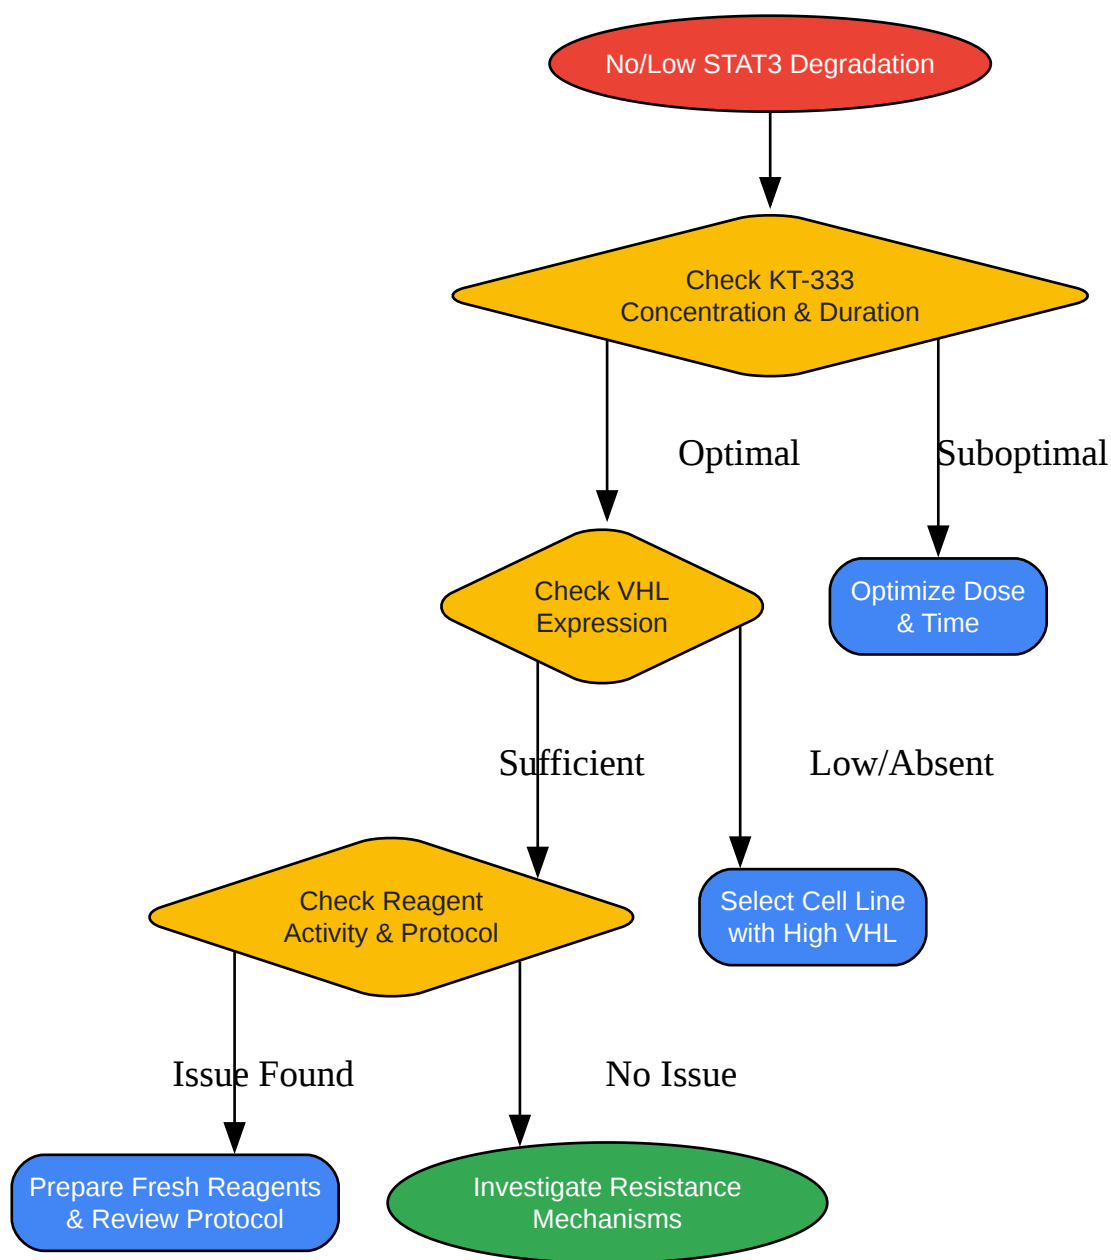 No/Low STAT3 Degradation
Check KT-333
Concentration & Duration
Optimal
Suboptimal
Check VHL
Expression
Optimize Dose
& Time
Sufficient
Low/Absent
Check Reagent
Activity & Protocol
Select Cell Line
with High VHL
Issue Found
No Issue
Prepare Fresh Reagents
& Review Protocol
Investigate Resistance
Mechanisms